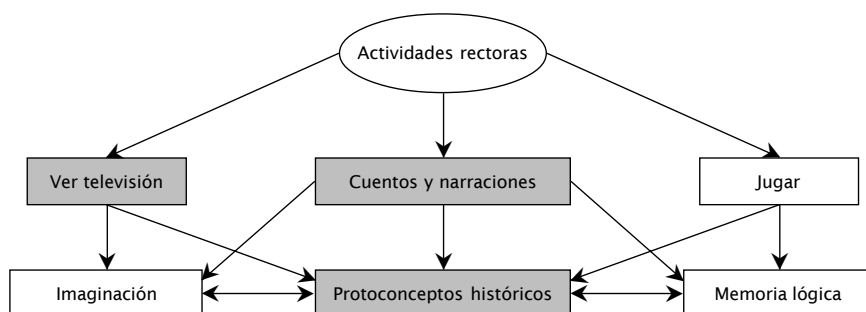 Actividades rectoras
Ver televisión
Cuentos y narraciones
Jugar
Imaginación
Protoconceptos históricos
Memoria lógica